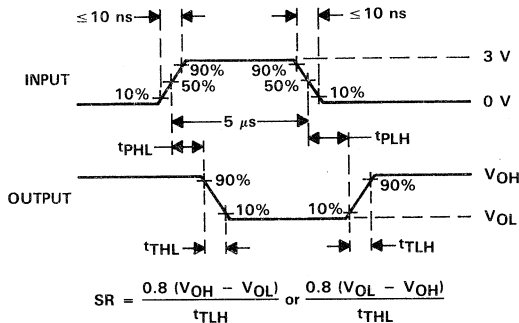 ≤ 10 ns ≤ 10 ns
INPUT
90% 90%
50% 50%
10% 10%
3 V
0 V
5 μs
tPHL
tPLH
OUTPUT
90% 90%
10% 10%
VOH
VOL
tTHL
tTLH
SR = 0.8 (VOH − VOL) / tTLH or 0.8 (VOL − VOH) / tTHL